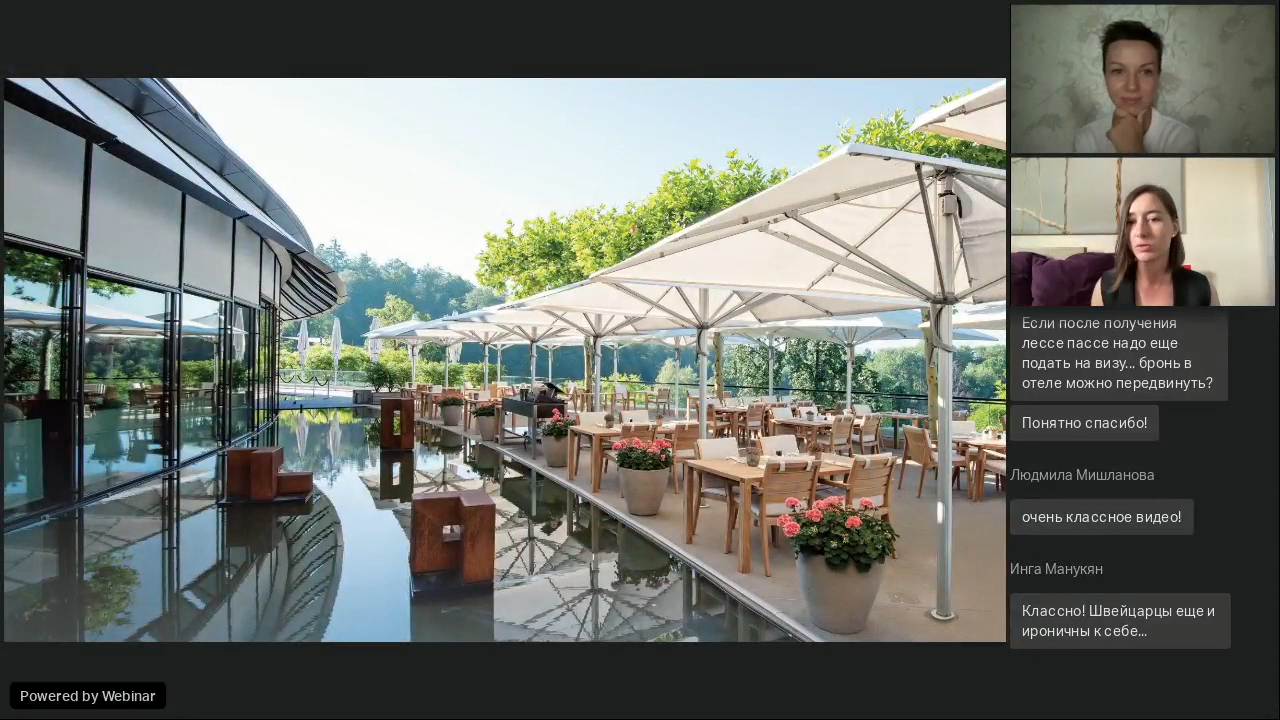 Если после получения
лессе пассе надо еще
подать на визу... бронь в
отеле можно передвинуть?
Понятно спасибо!
Людмила Мишланова
очень классное видео!
Инга Манукян
Классно! Швейцарцы еще и
ироничны к себе...
Powered by Webinar